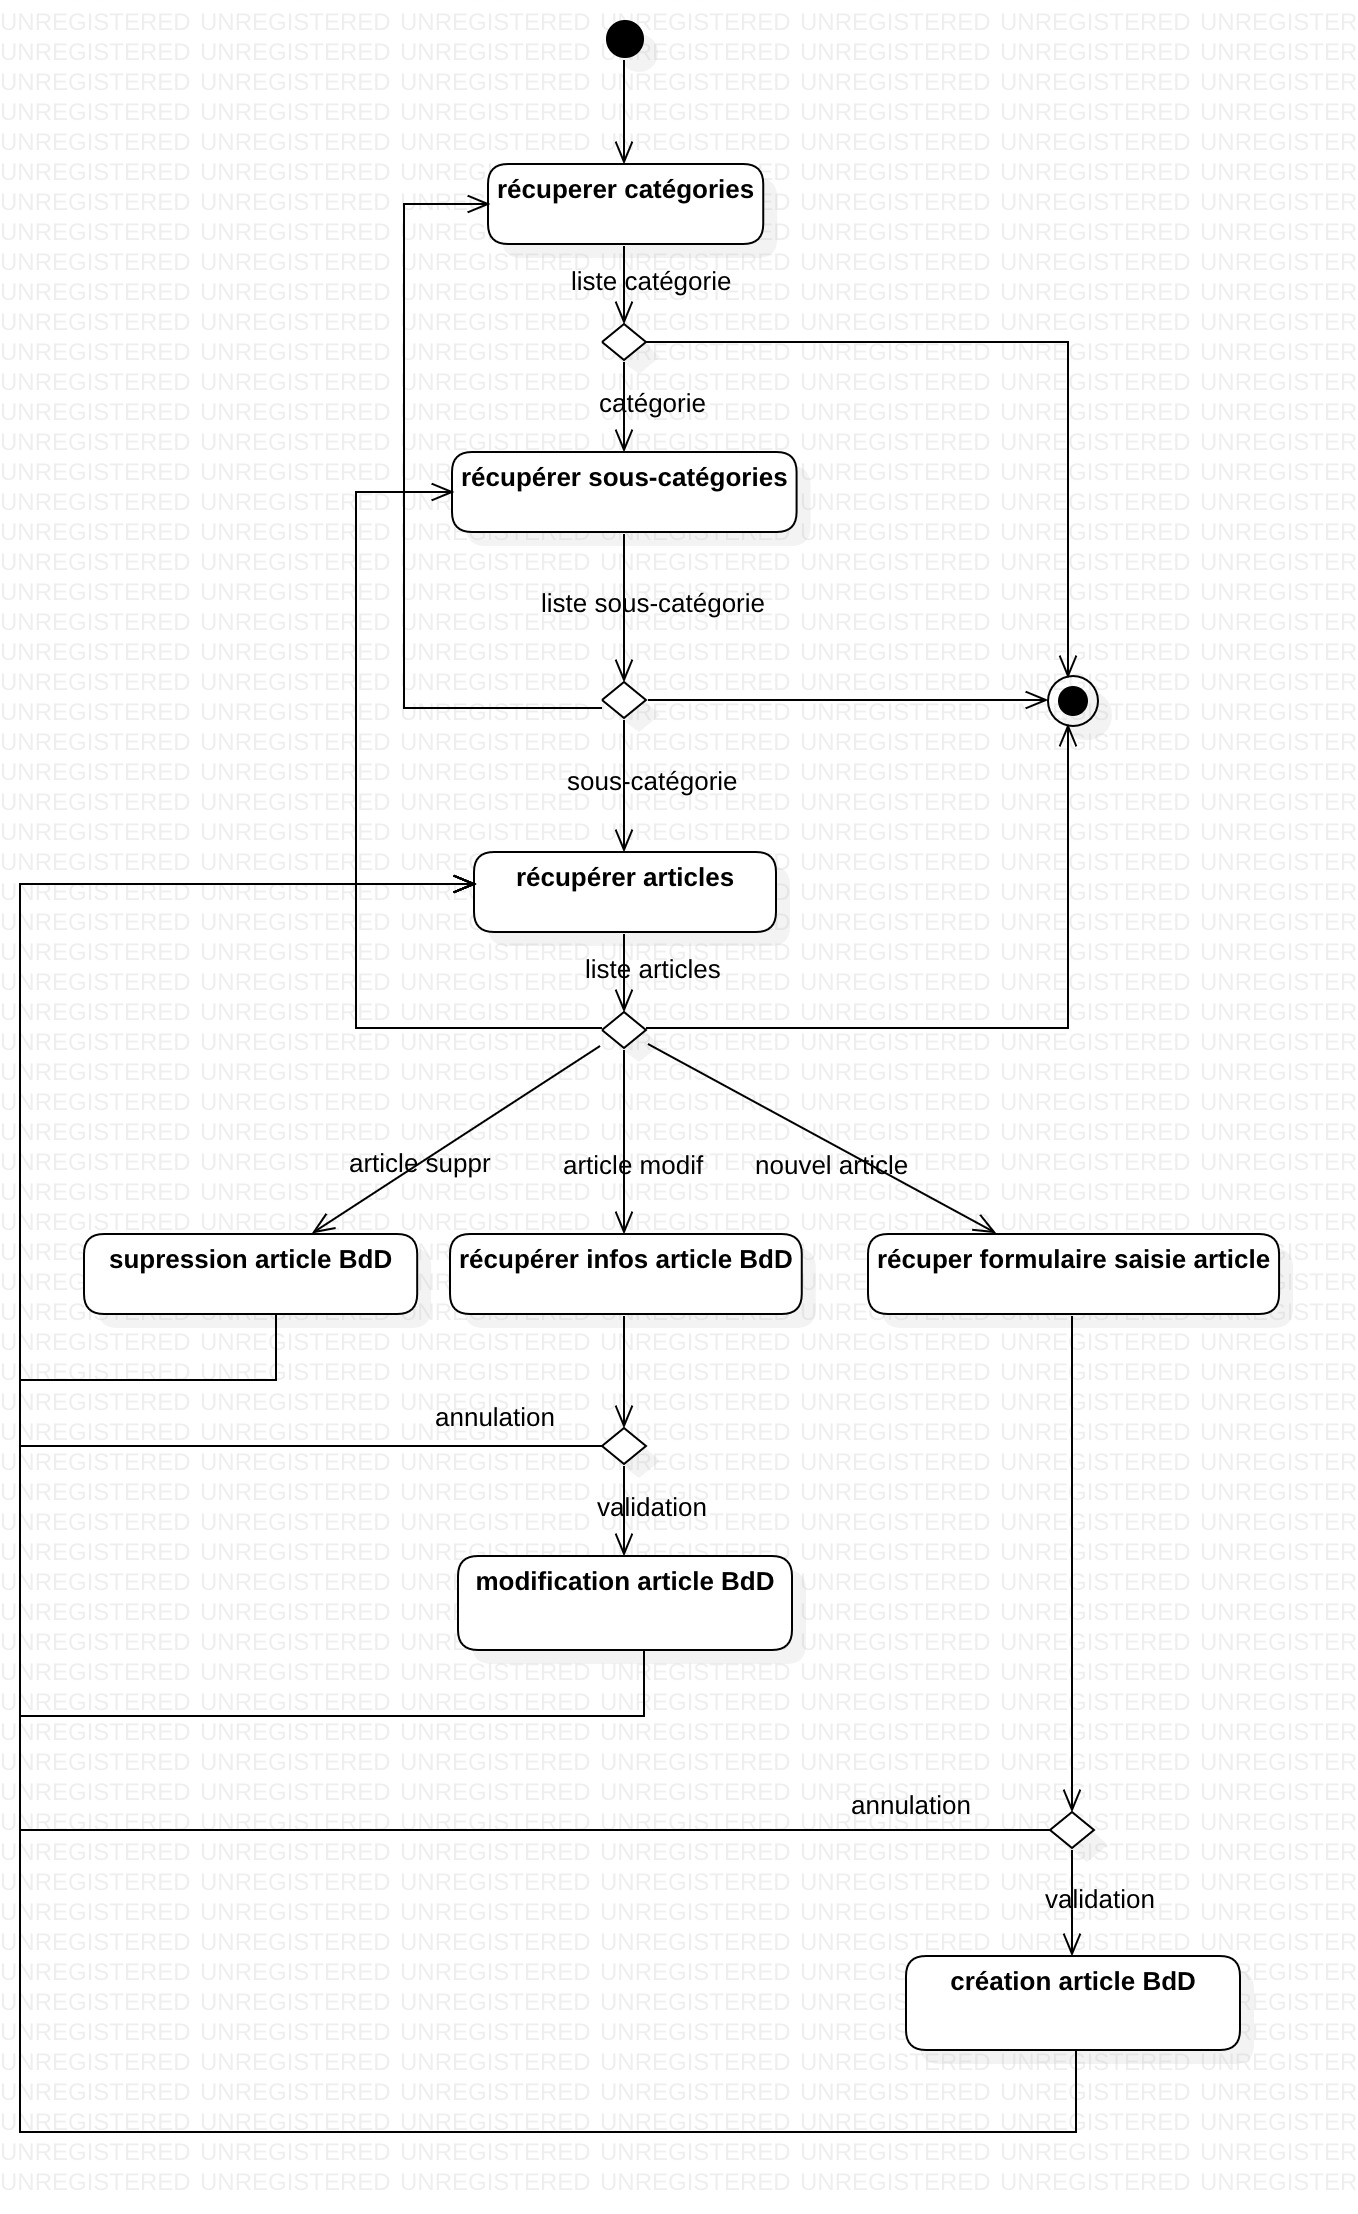 récuperer catégories
liste catégorie
catégorie
récupérer sous-catégories
liste sous-catégorie
sous-catégorie
récupérer articles
liste articles
article suppr
article modif
nouvel article
supression article BdD
récupérer infos article BdD
récuper formulaire saisie article
annulation
validation
modification article BdD
annulation
validation
création article BdD
UNREGISTERED